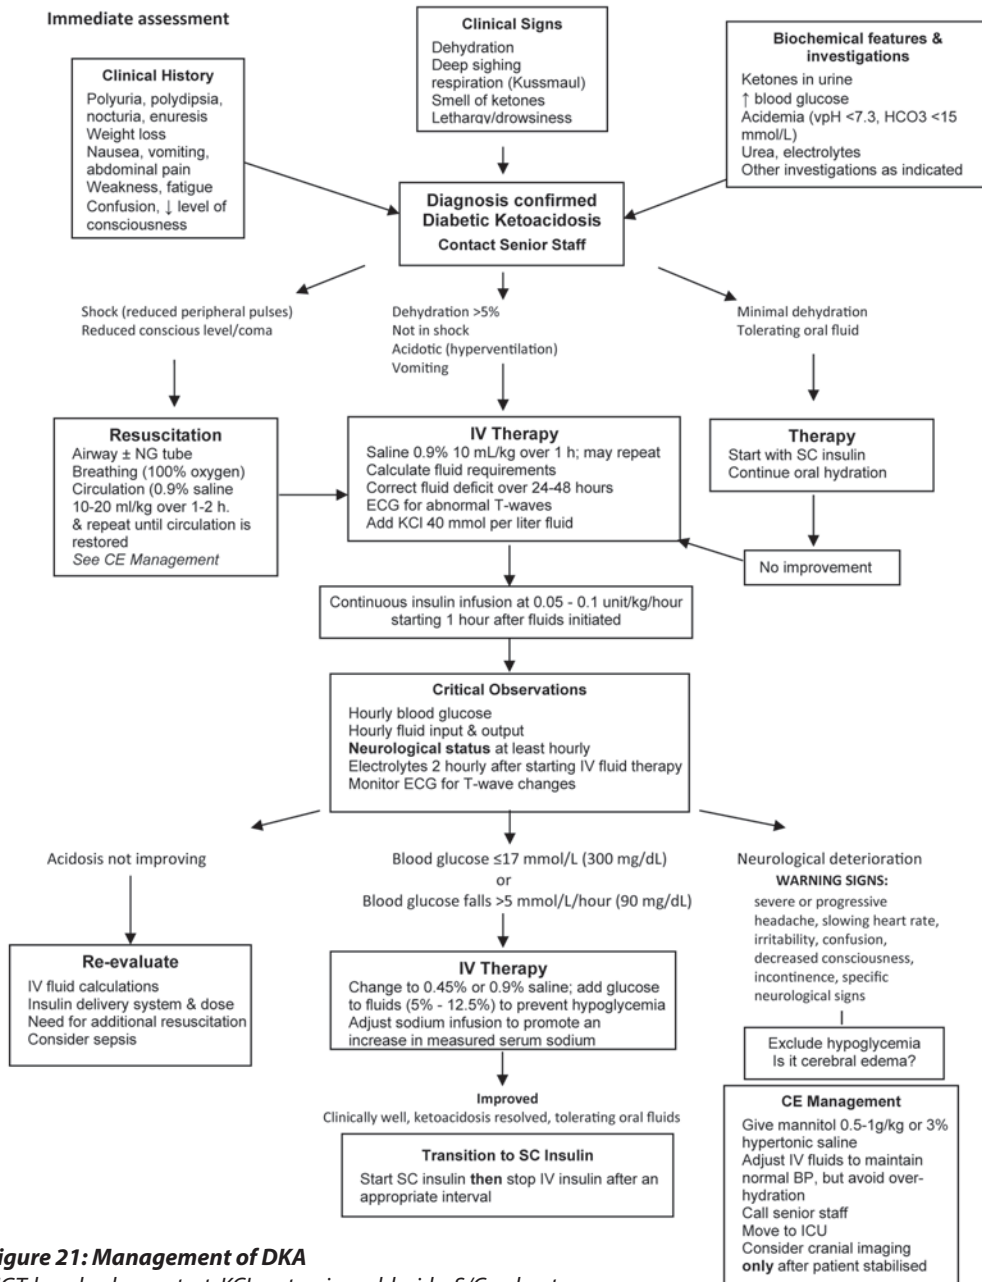 Immediate assessment
Clinical History
Polyuria, polydipsia,
nocturia, enuresis
Weight loss
Nausea, vomiting,
abdominal pain
Weakness, fatigue
Confusion, ↓ level of
consciousness
Clinical Signs
Dehydration
Deep sighing
respiration (Kussmaul)
Smell of ketones
Lethargy/drowsiness
Biochemical features &
investigations
Ketones in urine
↑ blood glucose
Acidemia (vpH <7.3, HCO3 <15
mmol/L)
Urea, electrolytes
Other investigations as indicated
Diagnosis confirmed
Diabetic Ketoacidosis
Contact Senior Staff
Shock (reduced peripheral pulses)
Reduced conscious level/coma
Dehydration >5%
Not in shock
Acidotic (hyperventilation)
Vomiting
Minimal dehydration
Tolerating oral fluid
Resuscitation
Airway ± NG tube
Breathing (100% oxygen)
Circulation (0.9% saline
10-20 ml/kg over 1-2 h.
& repeat until circulation is
restored
See CE Management
IV Therapy
Saline 0.9% 10 mL/kg over 1 h; may repeat
Calculate fluid requirements
Correct fluid deficit over 24-48 hours
ECG for abnormal T-waves
Add KCl 40 mmol per liter fluid
Therapy
Start with SC insulin
Continue oral hydration
No improvement
Continuous insulin infusion at 0.05 - 0.1 unit/kg/hour
starting 1 hour after fluids initiated
Critical Observations
Hourly blood glucose
Hourly fluid input & output
Neurological status at least hourly
Electrolytes 2 hourly after starting IV fluid therapy
Monitor ECG for T-wave changes
Acidosis not improving
Blood glucose ≤17 mmol/L (300 mg/dL)
or
Blood glucose falls >5 mmol/L/hour (90 mg/dL)
Neurological deterioration
WARNING SIGNS:
severe or progressive
headache, slowing heart rate,
irritability, confusion,
decreased consciousness,
incontinence, specific
neurological signs
Re-evaluate
IV fluid calculations
Insulin delivery system & dose
Need for additional resuscitation
Consider sepsis
IV Therapy
Change to 0.45% or 0.9% saline; add glucose
to fluids (5% - 12.5%) to prevent hypoglycemia
Adjust sodium infusion to promote an
increase in measured serum sodium
Exclude hypoglycemia
Is it cerebral edema?
Improved
Clinically well, ketoacidosis resolved, tolerating oral fluids
Transition to SC Insulin
Start SC insulin then stop IV insulin after an
appropriate interval
CE Management
Give mannitol 0.5-1g/kg or 3%
hypertonic saline
Adjust IV fluids to maintain
normal BP, but avoid over-
hydration
Call senior staff
Move to ICU
Consider cranial imaging
only after patient stabilised
igure 21: Management of DKA